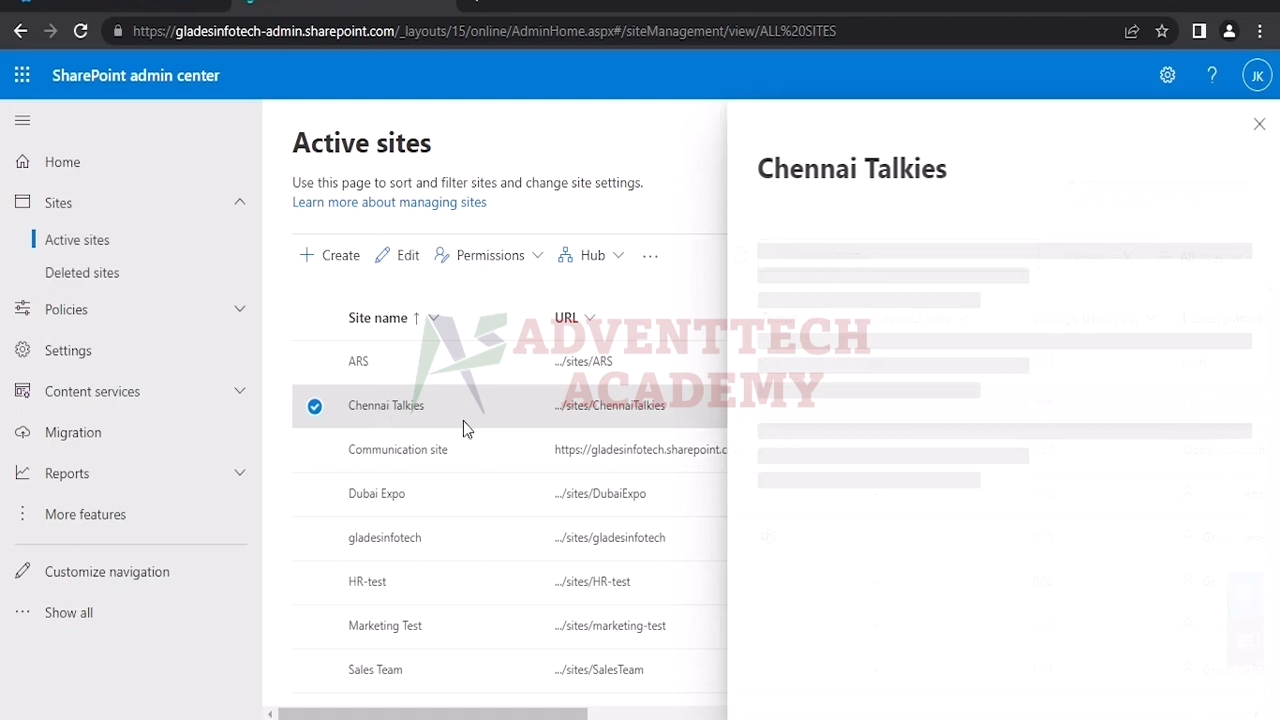 https://gladesinfotech-admin.sharepoint.com/_layouts/15/online/AdminHome.aspx#/siteManagement/view/ALL%20SITES
SharePoint admin center
? JK
Home
Sites
Active sites
Deleted sites
Policies
Settings
Content services
Migration
Reports
More features
Customize navigation
Show all
Active sites
Use this page to sort and filter sites and change site settings.
Learn more about managing sites
Create Edit Permissions Hub ...
Site name ↑ URL
ARS .../sites/ARS
Chennai Talkies .../sites/ChennaiTalkies
Communication site https://gladesinfotech.sharepoint.c
Dubai Expo .../sites/DubaiExpo
gladesinfotech .../sites/gladesinfotech
HR-test .../sites/HR-test
Marketing Test .../sites/marketing-test
Sales Team .../sites/SalesTeam
Chennai Talkies
ADVENTTECH
ACADEMY